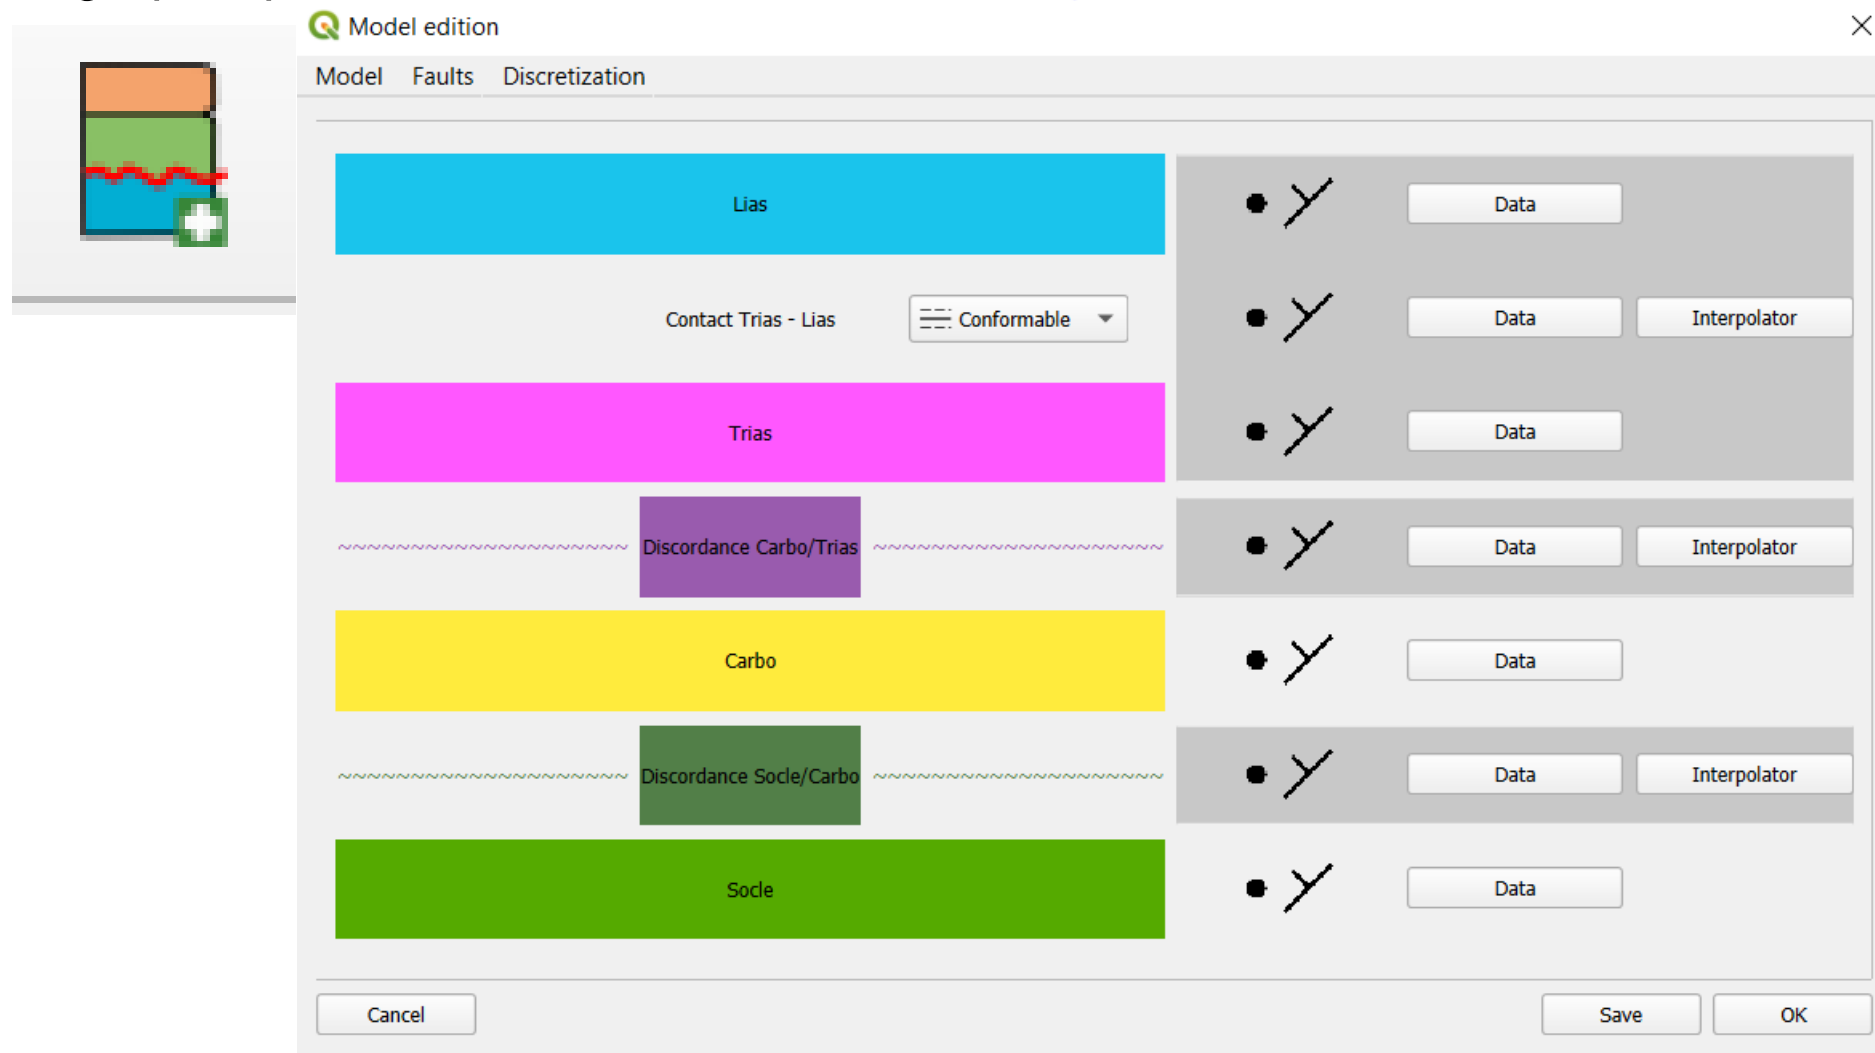 Model edition
Model Faults Discretization
Lias Data
Contact Trias - Lias Conformable Data Interpolator
Trias Data
~~~~~~~~~~~~~~~~~~~~ Discordance Carbo/Trias ~~~~~~~~~~~~~~~~~~~~ Data Interpolator
Carbo Data
~~~~~~~~~~~~~~~~~~~~ Discordance Socle/Carbo ~~~~~~~~~~~~~~~~~~~~ Data Interpolator
Socle Data
Cancel Save OK